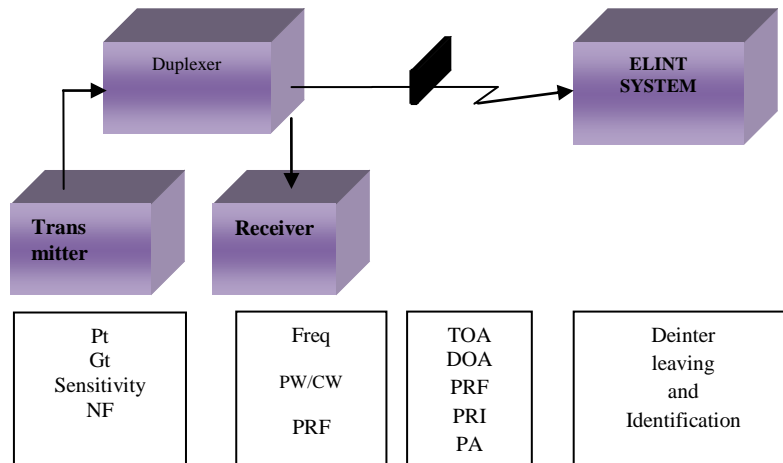 Duplexer
ELINT
SYSTEM
Trans
mitter
Receiver
Pt
Gt
Sensitivity
NF
Freq
PW/CW
PRF
TOA
DOA
PRF
PRI
PA
Deinter
leaving
and
Identification